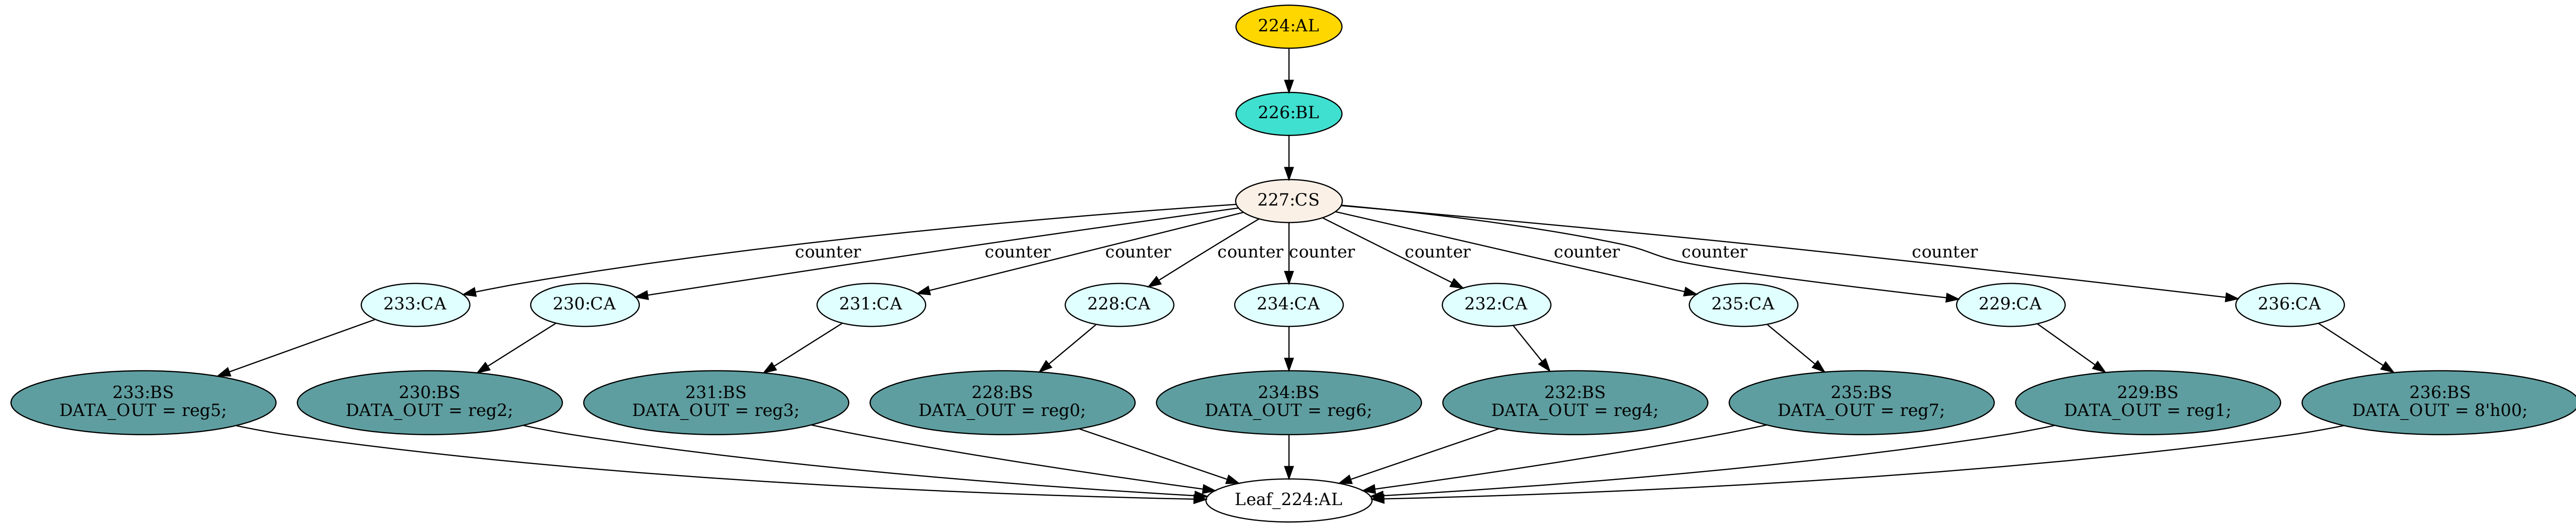 224:AL
226:BL
227:CS
counter counter counter counter counter counter counter counter counter
233:CA 230:CA 231:CA 228:CA 234:CA 232:CA 235:CA 229:CA 236:CA
233:BS 230:BS 231:BS 228:BS 234:BS 232:BS 235:BS 229:BS 236:BS
DATA_OUT = reg5; DATA_OUT = reg2; DATA_OUT = reg3; DATA_OUT = reg0; DATA_OUT = reg6; DATA_OUT = reg4; DATA_OUT = reg7; DATA_OUT = reg1; DATA_OUT = 8'h00;
Leaf_224:AL